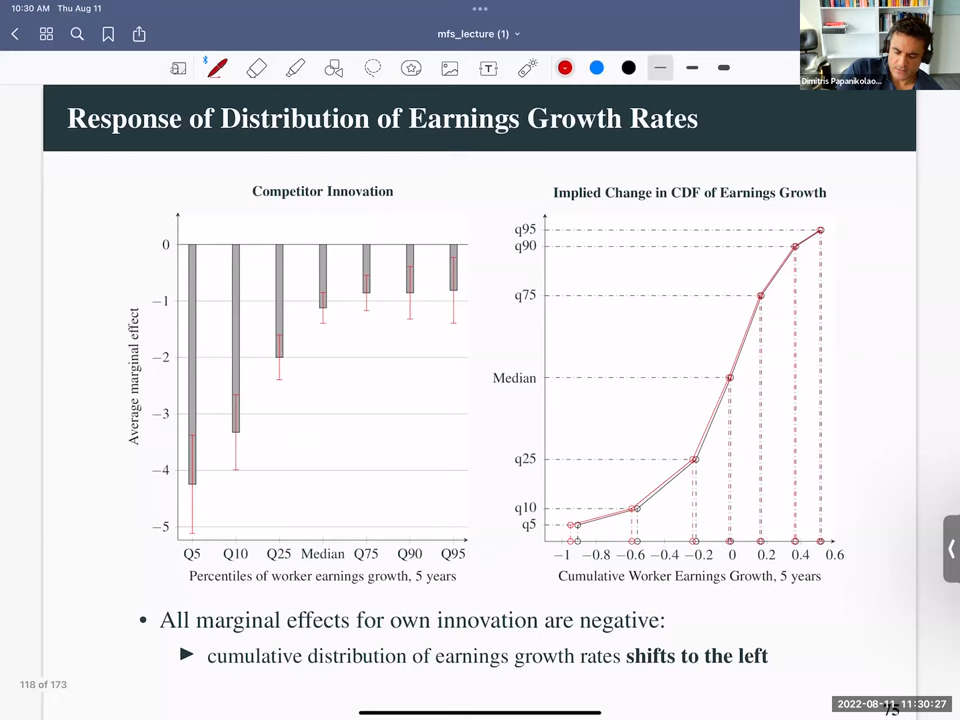 10:30 AM Thu Aug 11
mfs_lecture (1)
Dimitris Papanikolao...
Response of Distribution of Earnings Growth Rates
Competitor Innovation
Average marginal effect
0
−1
−2
−3
−4
−5
Q5 Q10 Q25 Median Q75 Q90 Q95
Percentiles of worker earnings growth, 5 years
Implied Change in CDF of Earnings Growth
q95
q90
q75
Median
q25
q10
q5
−1 −0.8 −0.6 −0.4 −0.2 0 0.2 0.4 0.6
Cumulative Worker Earnings Growth, 5 years
• All marginal effects for own innovation are negative:
▶ cumulative distribution of earnings growth rates shifts to the left
118 of 173
2022-08-11 11:30:27
75